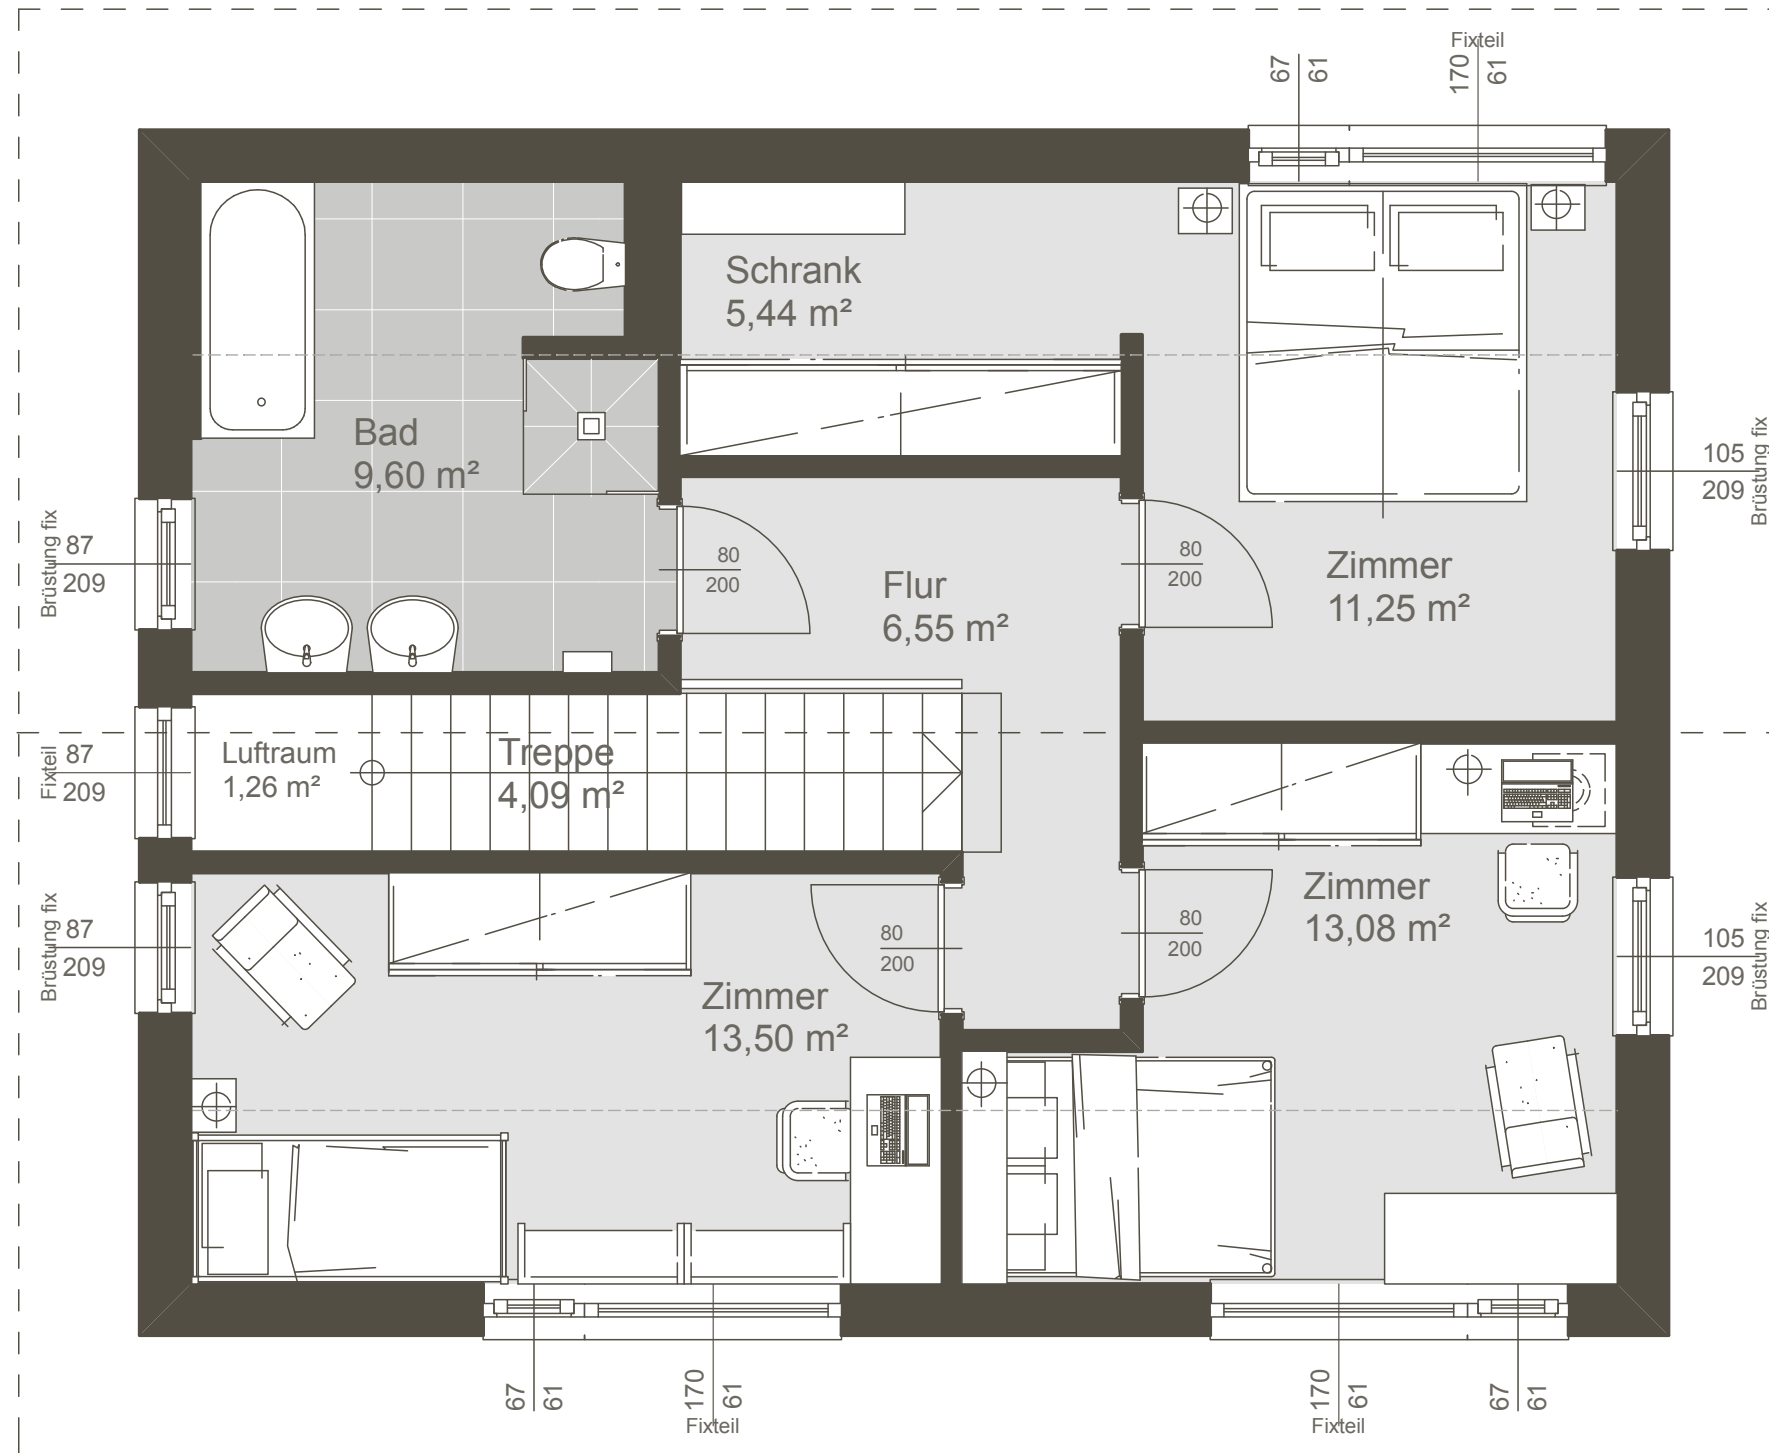 Fixteil
67
61
170
61
Schrank
5,44 m²
Bad
9,60 m²
105
209
Brüstung fix
87
209
Brüstung fix
80
200
80
200
Flur
6,55 m²
Zimmer
11,25 m²
87
209
Fixteil
Luftraum
1,26 m²
Treppe
4,09 m²
87
209
Brüstung fix
80
200
80
200
Zimmer
13,08 m²
105
209
Brüstung fix
Zimmer
13,50 m²
67
61
170
61
Fixteil
170
61
Fixteil
67
61